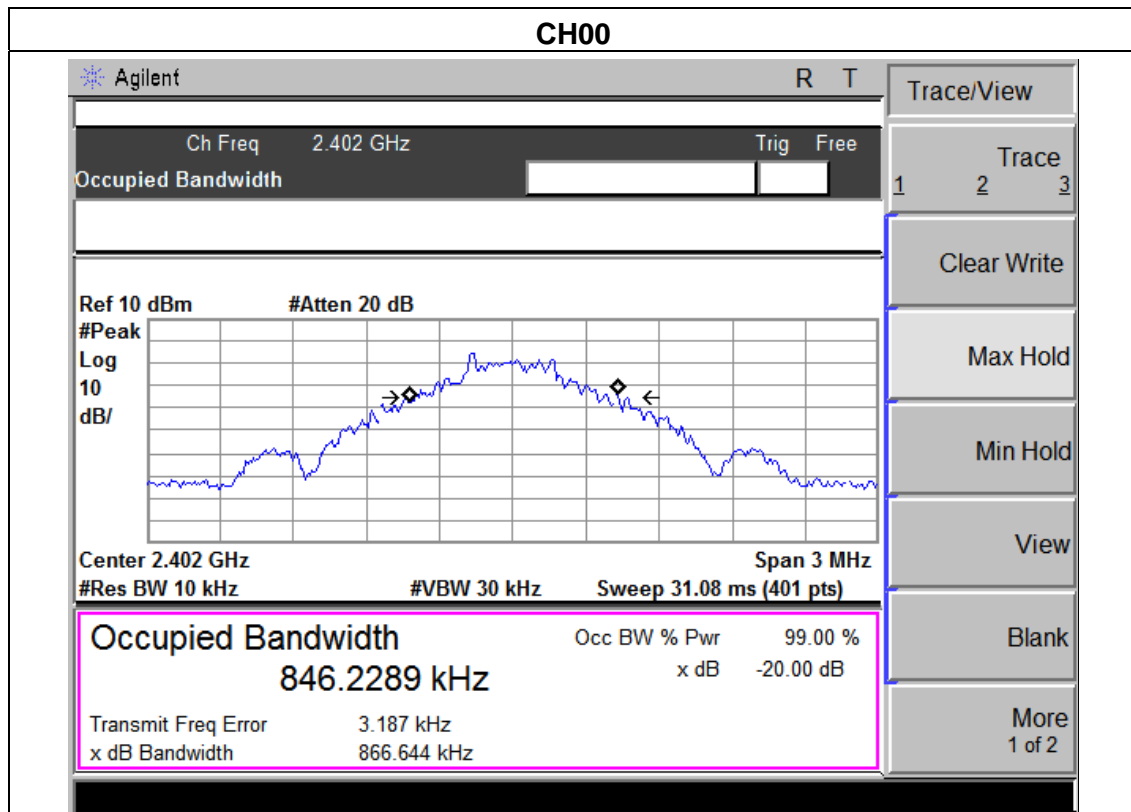 CH00
Agilent
R T
Trace/View
Ch Freq 2.402 GHz
Trig Free
Occupied Bandwidth
Trace
1 2 3
Clear Write
Ref 10 dBm #Atten 20 dB
#Peak
Log
10
dB/
Max Hold
Min Hold
View
Center 2.402 GHz
Span 3 MHz
#Res BW 10 kHz
#VBW 30 kHz
Sweep 31.08 ms (401 pts)
Occupied Bandwidth
846.2289 kHz
Occ BW % Pwr 99.00 %
x dB -20.00 dB
Transmit Freq Error 3.187 kHz
x dB Bandwidth 866.644 kHz
Blank
More
1 of 2